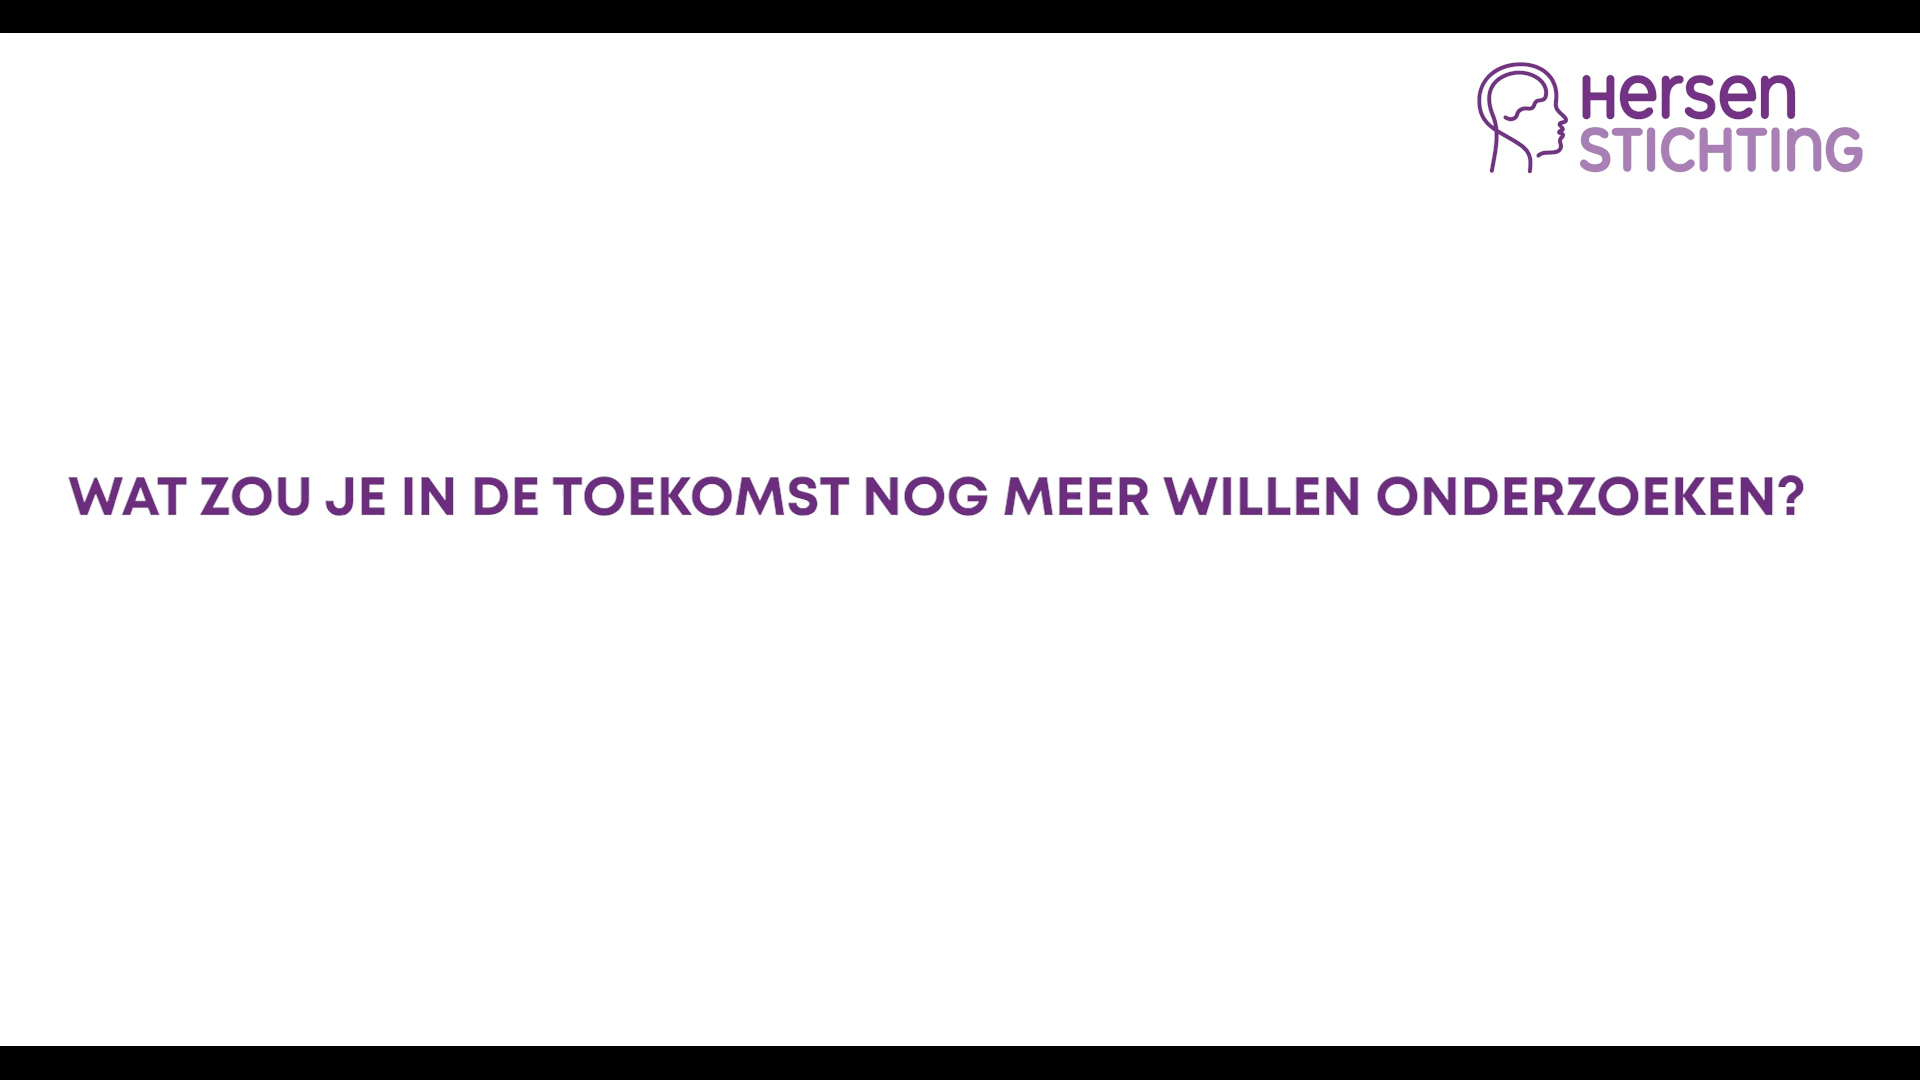 Hersen
STICHTING
WAT ZOU JE IN DE TOEKOMST NOG MEER WILLEN ONDERZOEKEN?